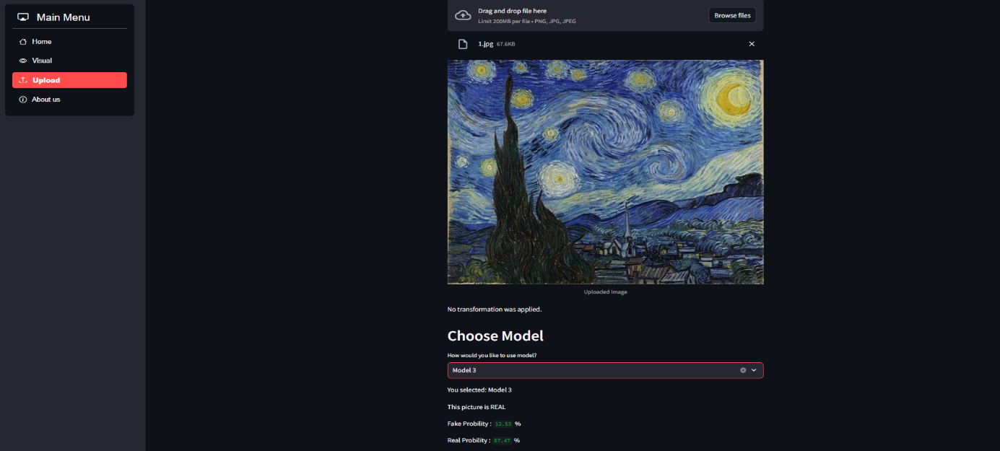 Main Menu
Home
Visual
Upload
About us
Drag and drop file here
Limit 200MB per file • PNG, JPG, JPEG
Browse files
1.jpg 67.6KB
Uploaded Image
No transformation was applied.
Choose Model
How would you like to use model?
Model 3
You selected: Model 3
This picture is REAL
Fake Probility : 12.53 %
Real Probility : 87.47 %